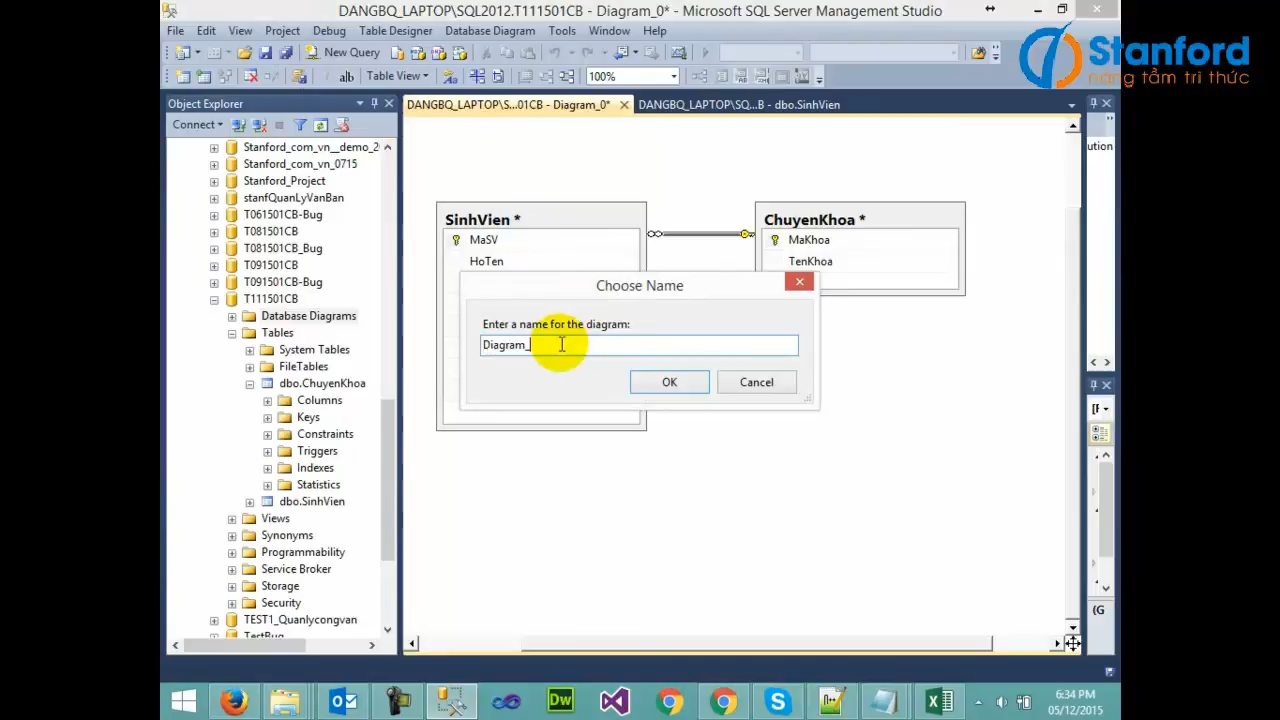 DANGBQ_LAPTOP\SQL2012.T111501CB - Diagram_0* - Microsoft SQL Server Management Studio
File Edit View Project Debug Table Designer Database Diagram Tools Window Help
New Query
Table View 100%
Stanford
nâng tầm tri thức
Object Explorer
DANGBQ_LAPTOP\S...01CB - Diagram_0* DANGBQ_LAPTOP\SQ...B - dbo.SinhVien
Connect
ution
Stanford_com_vn__demo_2
Stanford_com_vn_0715
Stanford_Project
stanfQuanLyVanBan
T061501CB-Bug
T081501CB
T081501CB_Bug
T091501CB
T091501CB-Bug
T111501CB
Database Diagrams
Tables
System Tables
FileTables
dbo.ChuyenKhoa
Columns
Keys
Constraints
Triggers
Indexes
Statistics
dbo.SinhVien
Views
Synonyms
Programmability
Service Broker
Storage
Security
TEST1_Quanlycongvan
TestBug
SinhVien *
MaSV
HoTen
ChuyenKhoa *
MaKhoa
TenKhoa
Choose Name
Enter a name for the diagram:
Diagram_
OK Cancel
(G
6:34 PM
05/12/2015